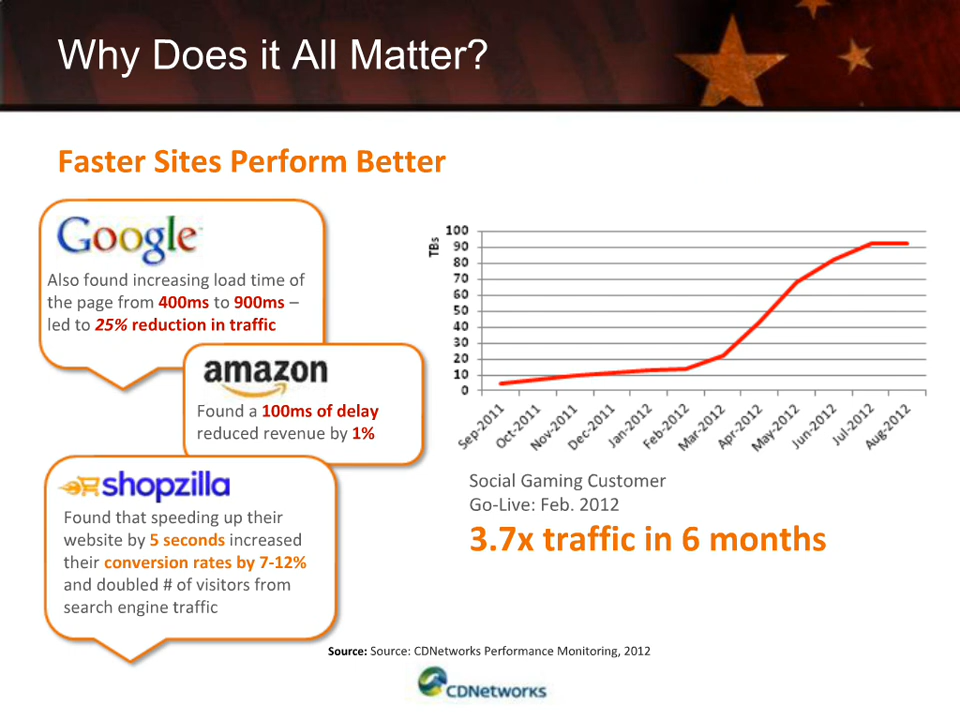 Why Does it All Matter?
Faster Sites Perform Better
Google
Also found increasing load time of
the page from 400ms to 900ms –
led to 25% reduction in traffic
amazon
Found a 100ms of delay
reduced revenue by 1%
shopzilla
Found that speeding up their
website by 5 seconds increased
their conversion rates by 7-12%
and doubled # of visitors from
search engine traffic
TBs
100
90
80
70
60
50
40
30
20
10
0
Sep-2011
Oct-2011
Nov-2011
Dec-2011
Jan-2012
Feb-2012
Mar-2012
Apr-2012
May-2012
Jun-2012
Jul-2012
Aug-2012
Social Gaming Customer
Go-Live: Feb. 2012
3.7x traffic in 6 months
Source: Source: CDNetworks Performance Monitoring, 2012
CDNetworks